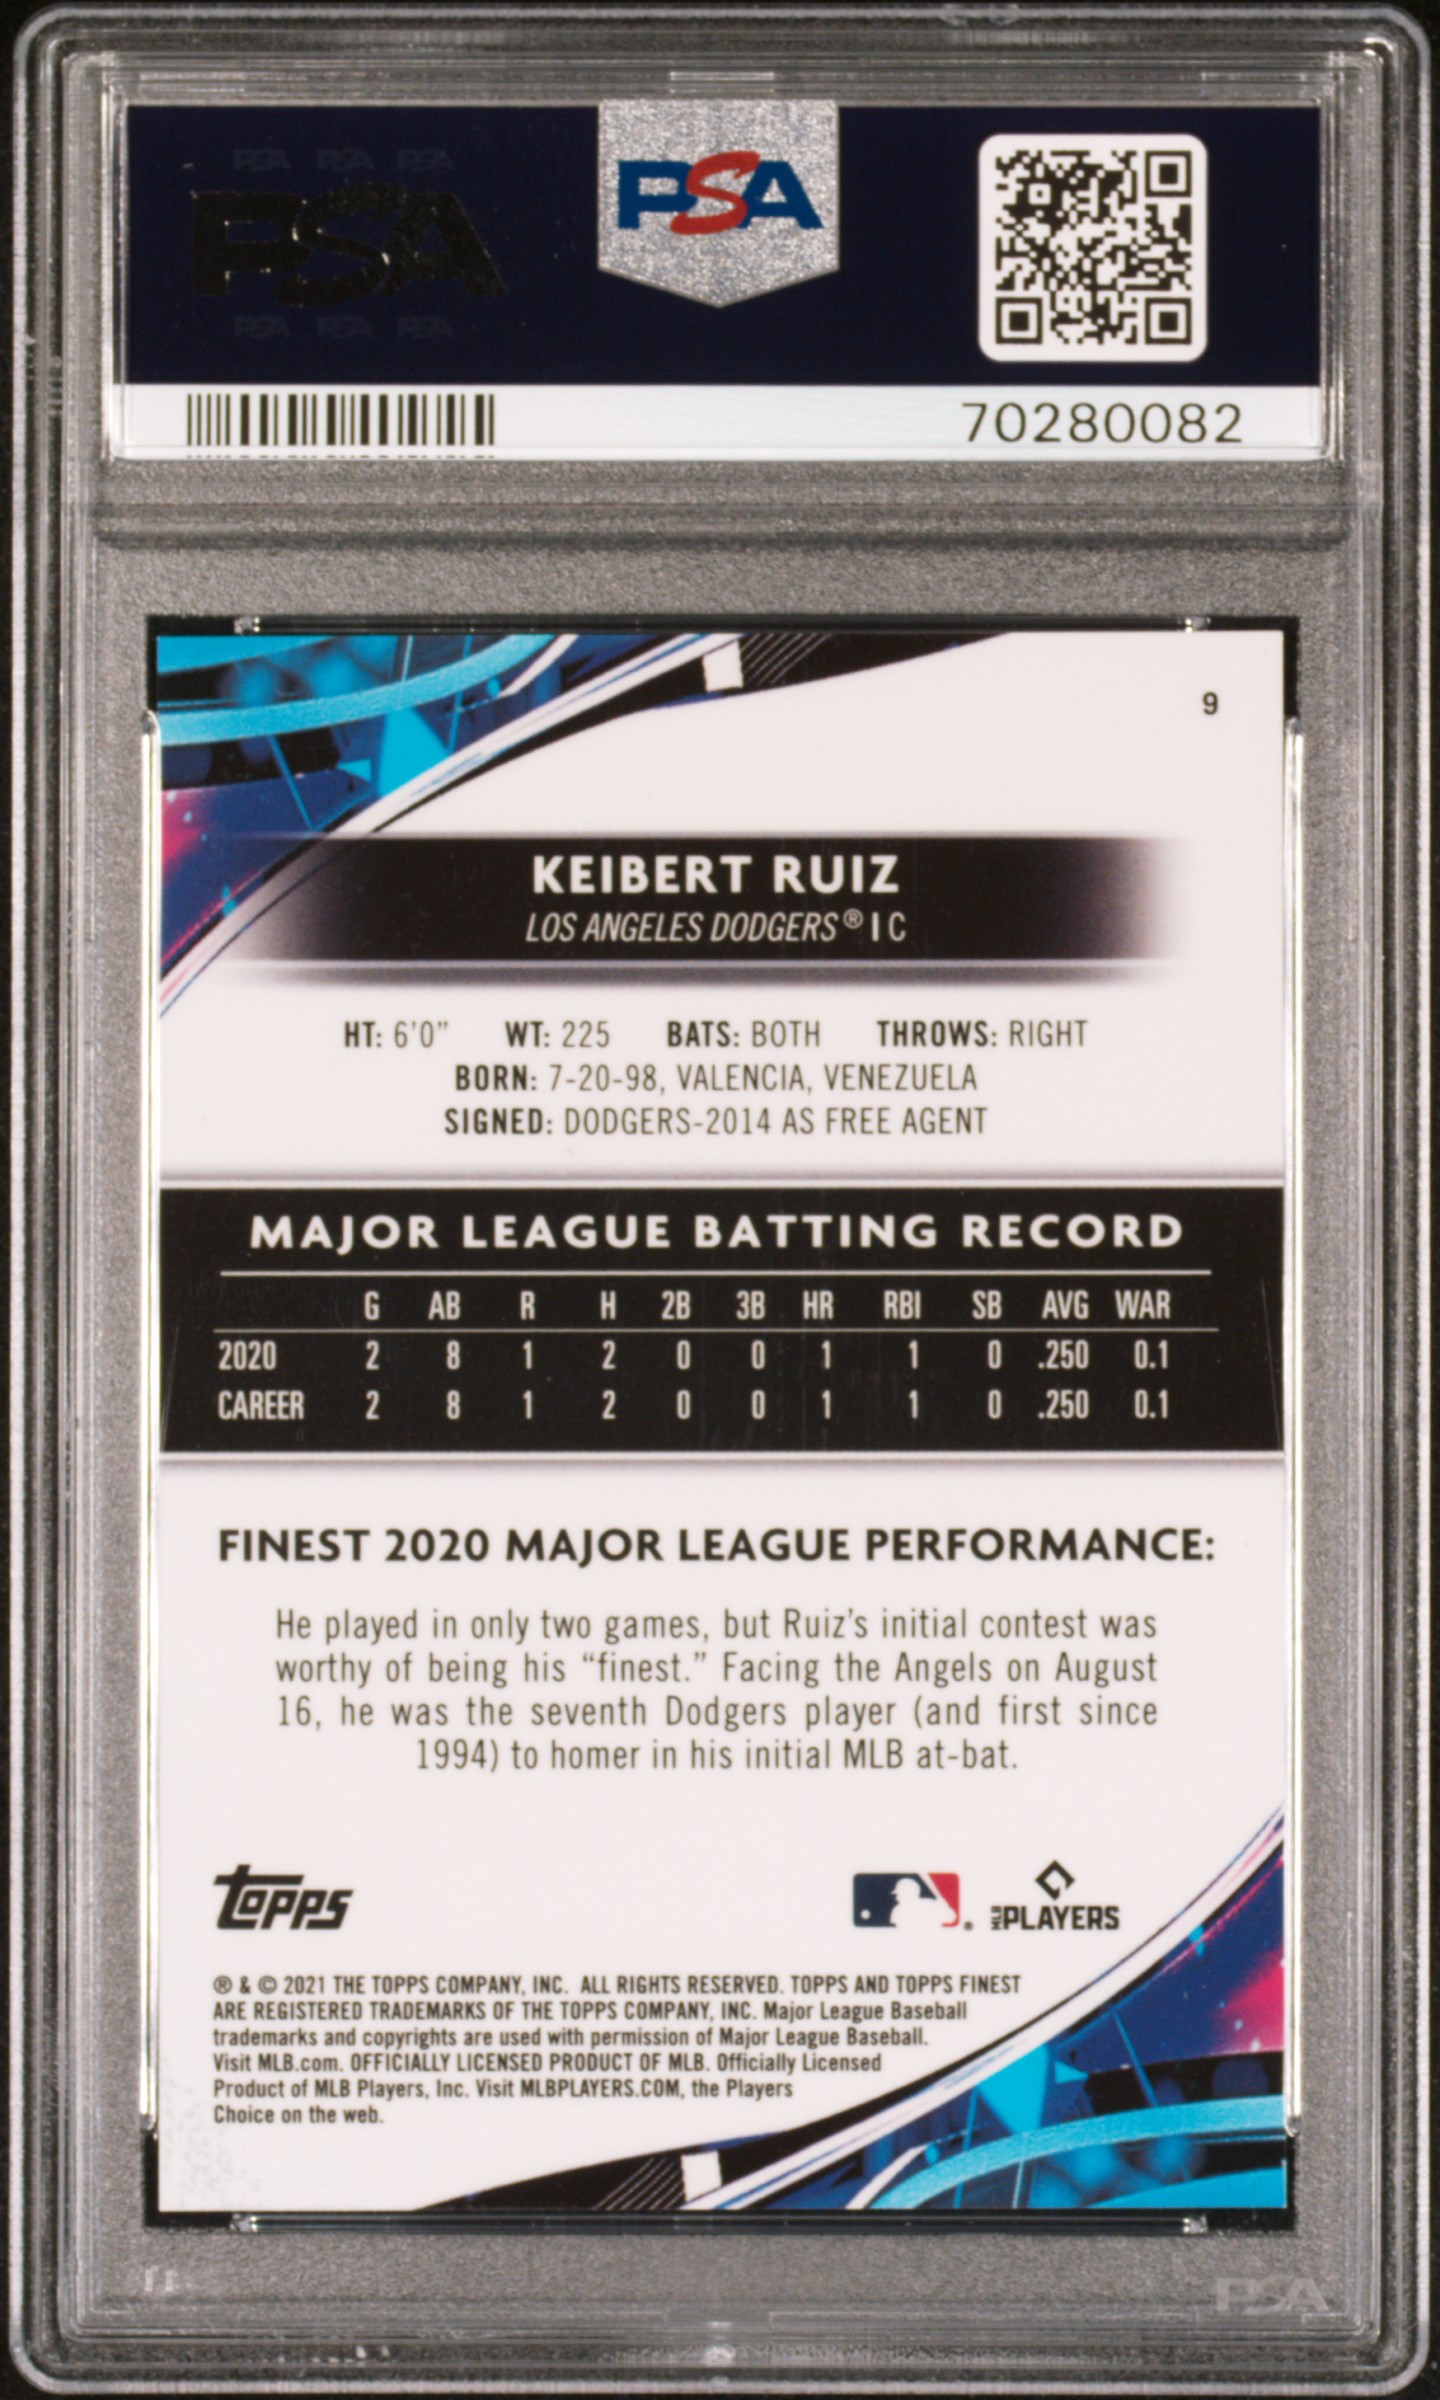 PSA PSA PSA
PSA
PSA PSA PSA
PSA
70280082
9
KEIBERT RUIZ
LOS ANGELES DODGERS® | C
HT: 6'0" WT: 225 BATS: BOTH THROWS: RIGHT
BORN: 7-20-98, VALENCIA, VENEZUELA
SIGNED: DODGERS-2014 AS FREE AGENT
MAJOR LEAGUE BATTING RECORD
G AB R H 2B 3B HR RBI SB AVG WAR
2020 2 8 1 2 0 0 1 1 0 .250 0.1
CAREER 2 8 1 2 0 0 1 1 0 .250 0.1
FINEST 2020 MAJOR LEAGUE PERFORMANCE:
He played in only two games, but Ruiz's initial contest was
worthy of being his “finest.” Facing the Angels on August
16, he was the seventh Dodgers player (and first since
1994) to homer in his initial MLB at-bat.
topps
MLB PLAYERS
® & © 2021 THE TOPPS COMPANY, INC. ALL RIGHTS RESERVED. TOPPS AND TOPPS FINEST
ARE REGISTERED TRADEMARKS OF THE TOPPS COMPANY, INC. Major League Baseball
trademarks and copyrights are used with permission of Major League Baseball.
Visit MLB.com. OFFICIALLY LICENSED PRODUCT OF MLB. Officially Licensed
Product of MLB Players, Inc. Visit MLBPLAYERS.COM, the Players
Choice on the web.
PSA